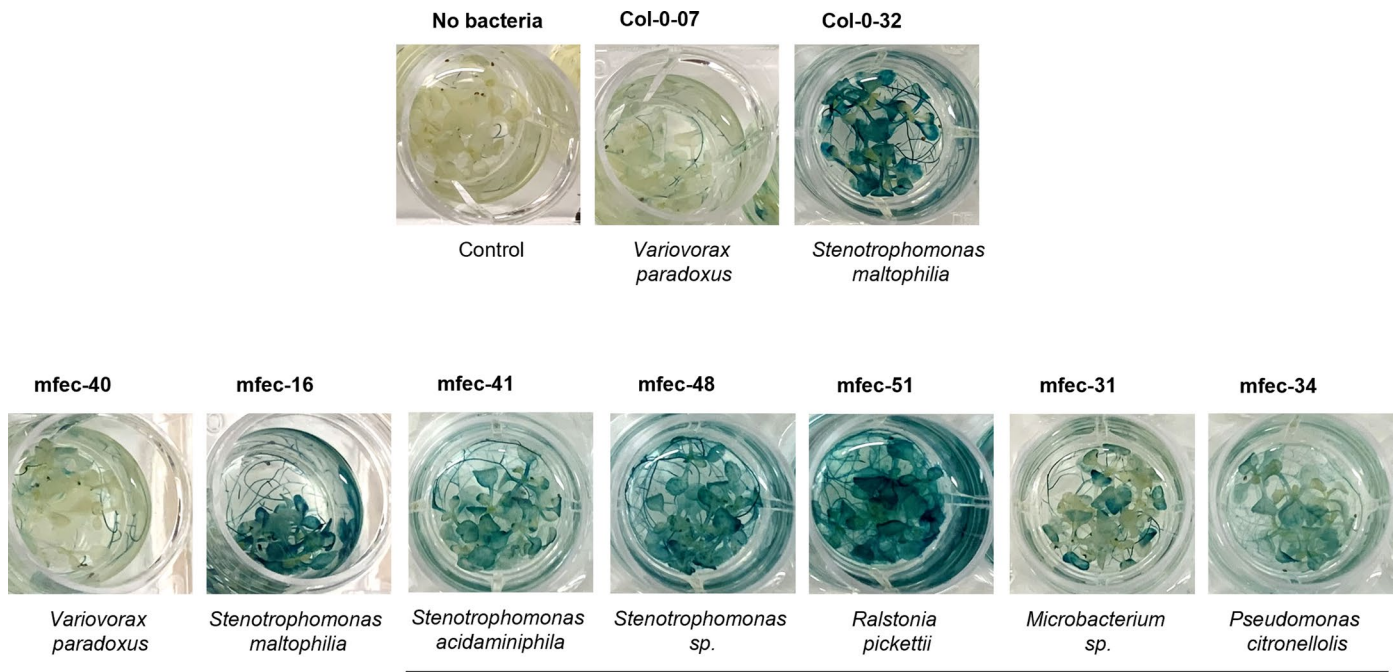 No bacteria
Col-0-07
Col-0-32
Control
Variovorax
paradoxus
Stenotrophomonas
maltophilia
mfec-40
mfec-16
mfec-41
mfec-48
mfec-51
mfec-31
mfec-34
Variovorax
paradoxus
Stenotrophomonas
maltophilia
Stenotrophomonas
acidaminiphila
Stenotrophomonas
sp.
Ralstonia
pickettii
Microbacterium
sp.
Pseudomonas
citronellolis